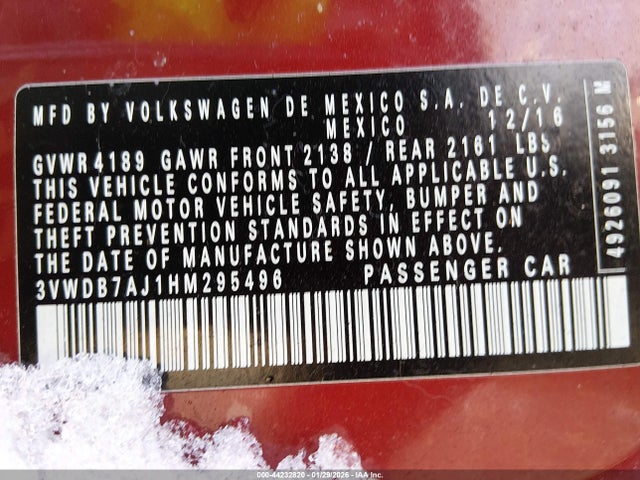 MFD BY VOLKSWAGEN DE MEXICO S.A. DE C.V.
MEXICO 12/16
GVWR 4189 GAWR FRONT 2138 / REAR 2161 LBS
THIS VEHICLE CONFORMS TO ALL APPLICABLE U.S.
FEDERAL MOTOR VEHICLE SAFETY, BUMPER AND
THEFT PREVENTION STANDARDS IN EFFECT ON
THE DATE OF MANUFACTURE SHOWN ABOVE.
3VWDB7AJ1HM295496 PASSENGER CAR
4926091 3156 M
000-44232820 - 01/29/2026 - IAA.com